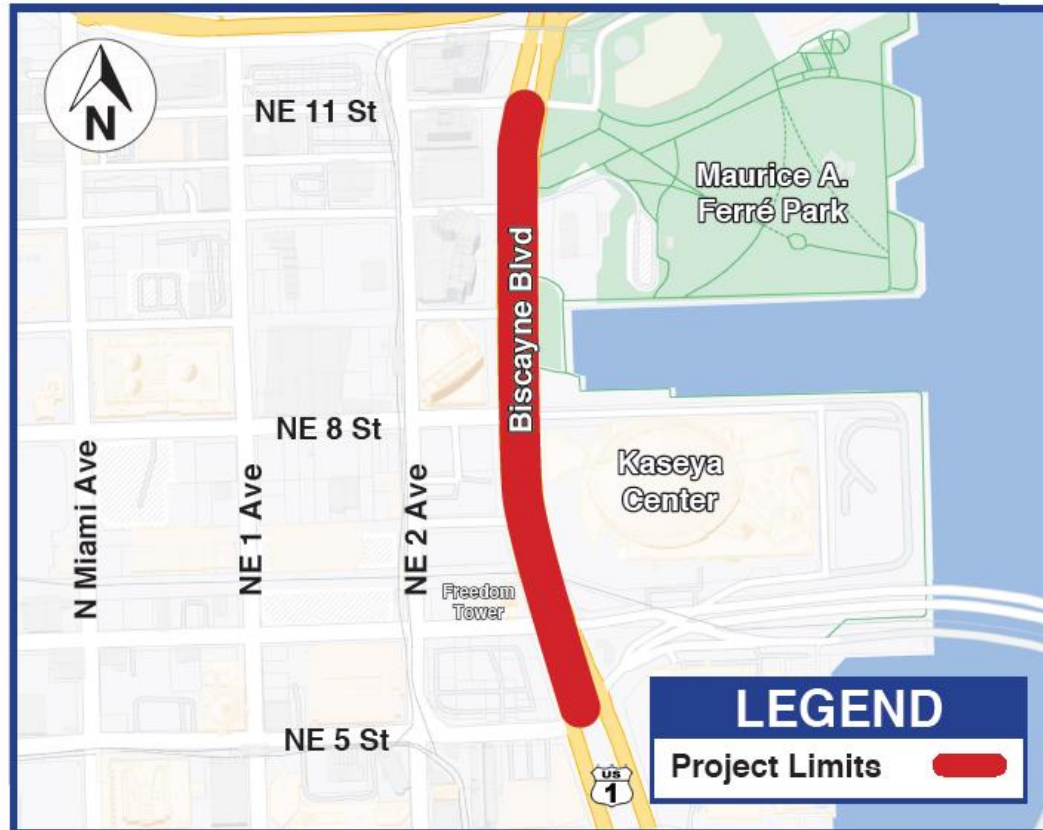 N
NE 11 St
Maurice A.
Ferré Park
Biscayne Blvd
NE 8 St
Kaseya
Center
N Miami Ave
NE 1 Ave
NE 2 Ave
Freedom
Tower
NE 5 St
US
1
LEGEND
Project Limits